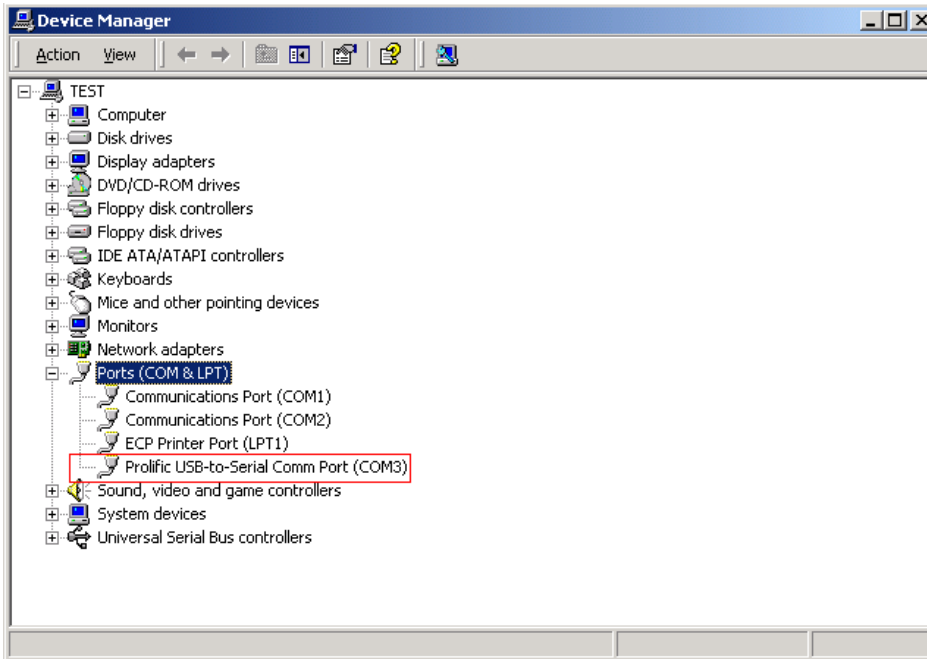 Device Manager
Action View
TEST
Computer
Disk drives
Display adapters
DVD/CD-ROM drives
Floppy disk controllers
Floppy disk drives
IDE ATA/ATAPI controllers
Keyboards
Mice and other pointing devices
Monitors
Network adapters
Ports (COM & LPT)
Communications Port (COM1)
Communications Port (COM2)
ECP Printer Port (LPT1)
Prolific USB-to-Serial Comm Port (COM3)
Sound, video and game controllers
System devices
Universal Serial Bus controllers